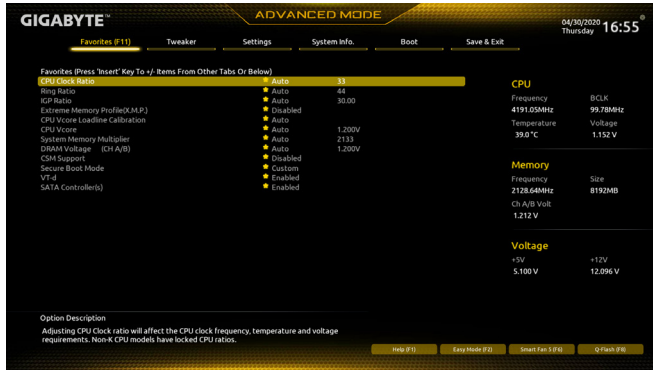 GIGABYTE™
ADVANCED MODE
04/30/2020
Thursday
16:55
Favorites (F11) Tweaker Settings System Info. Boot Save & Exit
Favorites (Press 'Insert' Key To +/- Items From Other Tabs Or Below)
CPU Clock Ratio Auto 33
Ring Ratio Auto 44
IGP Ratio Auto 30.00
Extreme Memory Profile(X.M.P.) Disabled
CPU Vcore Loadline Calibration Auto
CPU Vcore Auto 1.200V
System Memory Multiplier Auto 2133
DRAM Voltage (CH A/B) Auto 1.200V
CSM Support Disabled
Secure Boot Mode Custom
VT-d Enabled
SATA Controller(s) Enabled
CPU
Frequency BCLK
4191.05MHz 99.78MHz
Temperature Voltage
39.0 °C 1.152 V
Memory
Frequency Size
2128.64MHz 8192MB
Ch A/B Volt
1.212 V
Voltage
+5V +12V
5.100 V 12.096 V
Option Description
Adjusting CPU Clock ratio will affect the CPU clock frequency, temperature and voltage
requirements. Non-K CPU models have locked CPU ratios.
Help (F1) Easy Mode (F2) Smart Fan 5 (F6) Q-Flash (F8)